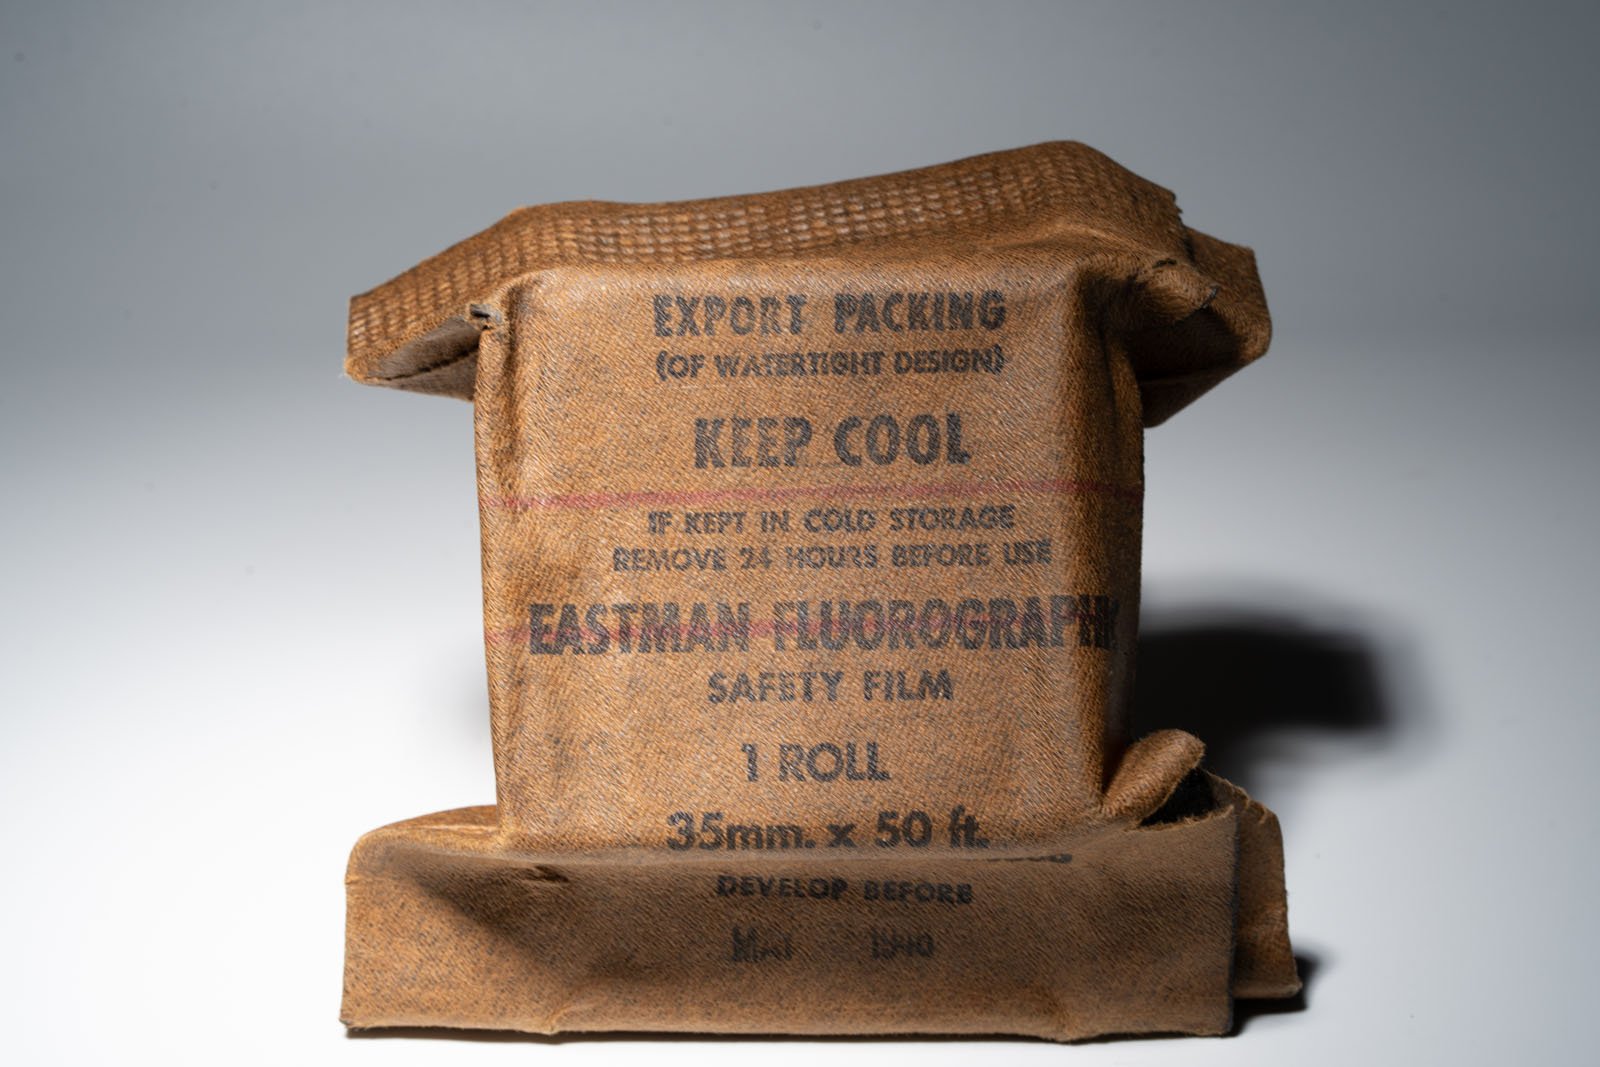 EXPORT PACKING
(OF WATERTIGHT DESIGN)
KEEP COOL
IF KEPT IN COLD STORAGE
REMOVE 24 HOURS BEFORE USE
EASTMAN FLUOROGRAPHIC
SAFETY FILM
1 ROLL
35mm. x 50 ft.
DEVELOP BEFORE
MAY